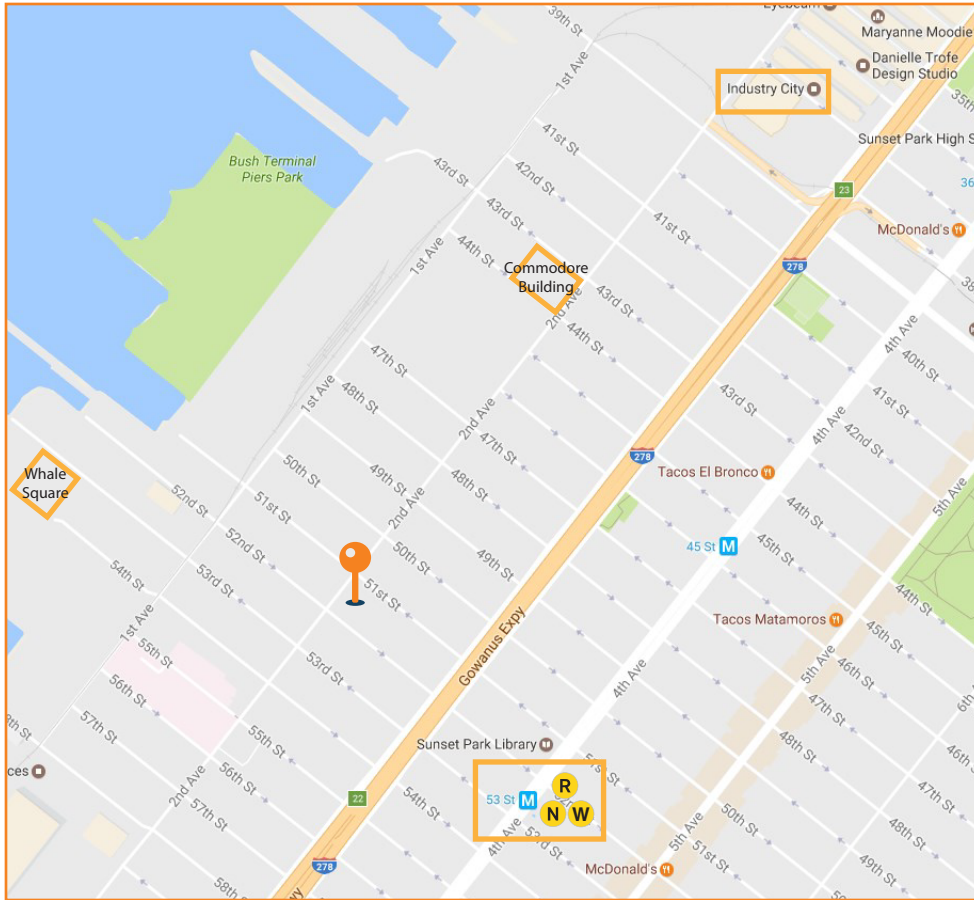 Eyebeam
Maryanne Moodie
Danielle Trofe
Design Studio
39th St
1st Ave
Industry City
35th
Sunset Park High S
36
41st St
Bush Terminal
Piers Park
43rd St
42nd St
23
McDonald's
43rd St
41st St
44th St
1st Ave
278
38
Commodore
Building
43rd St
2nd Ave
44th St
4th Ave
40th St
47th St
41st St
1st Ave
48th St
43rd St
2nd Ave
4th Ave
42nd St
47th St
278
Whale
Square
50th St
49th St
48th St
Tacos El Bronco
5th Ave
52nd St
51st St
2nd Ave
44th St
45 St M
45th St
52nd St
50th St
49th St
54th St
53rd St
51st St
44th St
1st Ave
Gowanus Expy
Tacos Matamoros
45th St
55th St
53rd St
4th Ave
5th Ave
46th St
56th St
47th St
6th
57th St
55th St
Sunset Park Library
51st St
48th St
46th St
ces
2nd Ave
56th St
R
47th St
22
54th St
53 St M
N W
50th St
57th St
4th Ave
53rd St
5th Ave
48th St
51st St
278
McDonald's
49th St
58th St